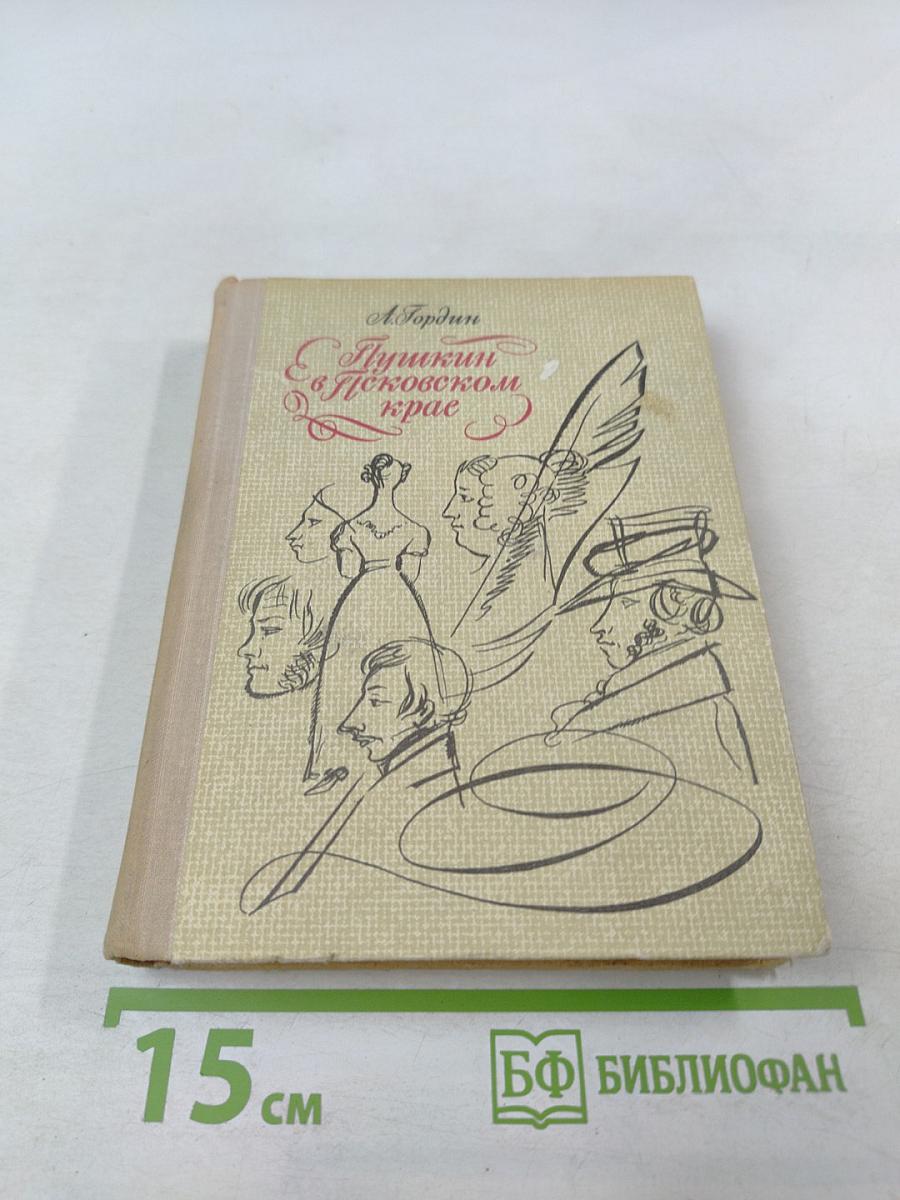 А. Гордин
Пушкин
в Псковском
крае
15 см
БФ БИБЛИОФАН